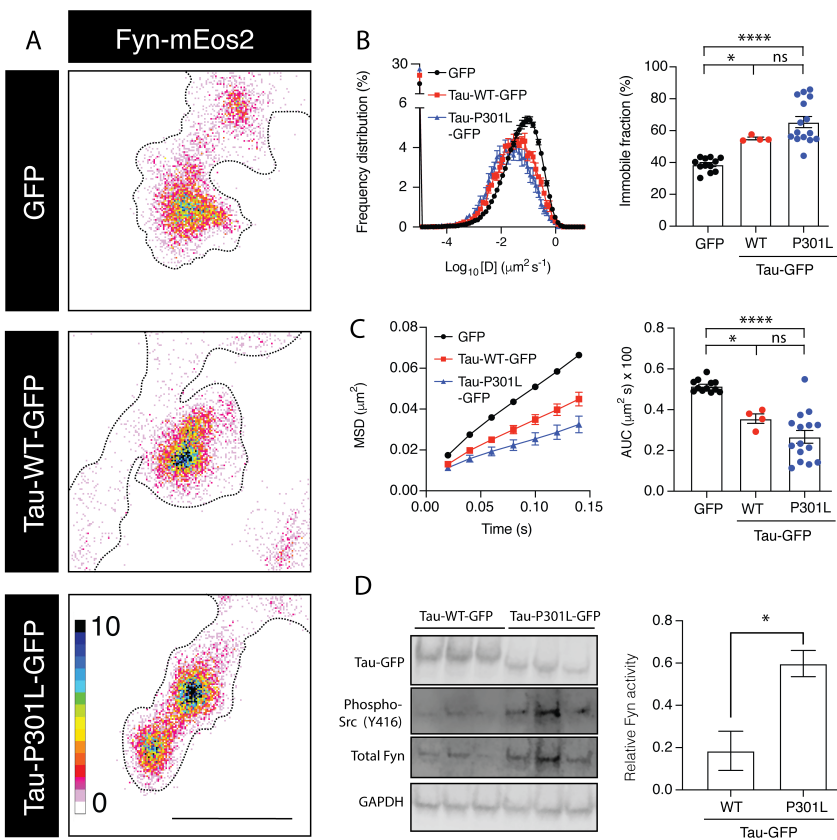 A
Fyn-mEos2
GFP
Tau-WT-GFP
Tau-P301L-GFP
10
0
B
Frequency distribution (%)
30
6
4
2
0
-4
-2
0
Log10[D] (μm² s⁻¹)
GFP
Tau-WT-GFP
Tau-P301L
-GFP
Immobile fraction (%)
100
80
60
40
20
0
****
*
ns
GFP
WT
P301L
Tau-GFP
C
MSD (μm²)
0.08
0.06
0.04
0.02
0.00
0.00
0.05
0.10
0.15
Time (s)
GFP
Tau-WT-GFP
Tau-P301L
-GFP
AUC (μm² s) x 100
0.8
0.6
0.4
0.2
0.0
****
*
ns
GFP
WT
P301L
Tau-GFP
D
Tau-WT-GFP
Tau-P301L-GFP
Tau-GFP
Phospho-
Src (Y416)
Total Fyn
GAPDH
Relative Fyn activity
0.8
0.6
0.4
0.2
0.0
*
WT
P301L
Tau-GFP